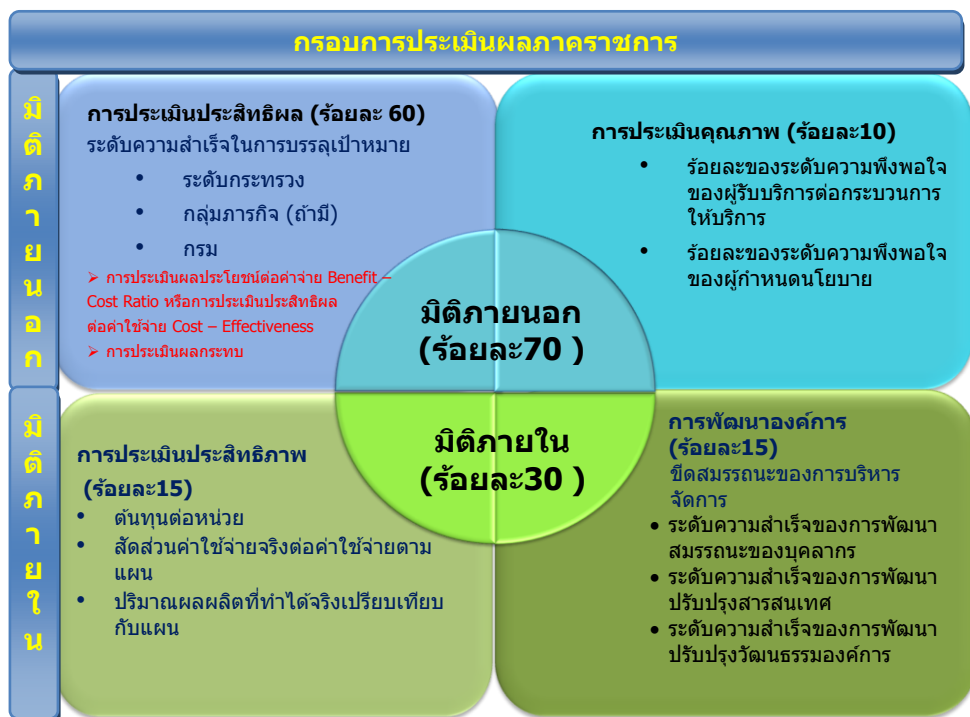 กรอบการประเมินผลภาคราชการ
มิติภายนอก
การประเมินประสิทธิผล (ร้อยละ 60)
ระดับความสำเร็จในการบรรลุเป้าหมาย
• ระดับกระทรวง
• กลุ่มภารกิจ (ถ้ามี)
• กรม
➢ การประเมินผลประโยชน์ต่อค่าจ่าย Benefit –
Cost Ratio หรือการประเมินประสิทธิผล
ต่อค่าใช้จ่าย Cost – Effectiveness
➢ การประเมินผลกระทบ
การประเมินคุณภาพ (ร้อยละ10)
• ร้อยละของระดับความพึงพอใจ
ของผู้รับบริการต่อกระบวนการ
ให้บริการ
• ร้อยละของระดับความพึงพอใจ
ของผู้กำหนดนโยบาย
มิติภายนอก
(ร้อยละ70 )
มิติภายใน
(ร้อยละ30 )
มิติภายใน
การประเมินประสิทธิภาพ
(ร้อยละ15)
• ต้นทุนต่อหน่วย
• สัดส่วนค่าใช้จ่ายจริงต่อค่าใช้จ่ายตาม
แผน
• ปริมาณผลผลิตที่ทำได้จริงเปรียบเทียบ
กับแผน
การพัฒนาองค์การ
(ร้อยละ15)
ขีดสมรรถนะของการบริหาร
จัดการ
• ระดับความสำเร็จของการพัฒนา
สมรรถนะของบุคลากร
• ระดับความสำเร็จของการพัฒนา
ปรับปรุงสารสนเทศ
• ระดับความสำเร็จของการพัฒนา
ปรับปรุงวัฒนธรรมองค์การ